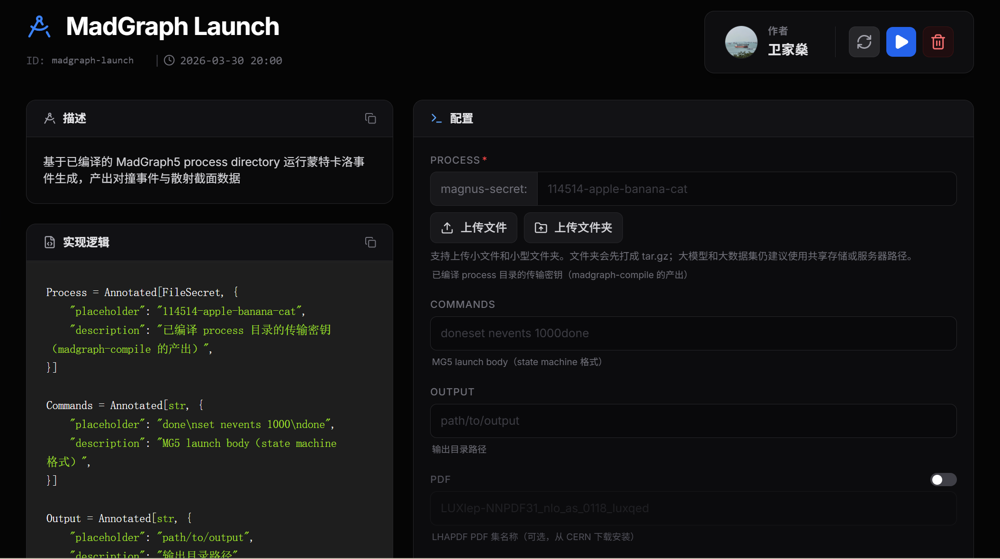 MadGraph Launch
ID: madgraph-launch
2026-03-30 20:00
作者
卫家燊
描述
基于已编译的 MadGraph5 process directory 运行蒙特卡洛事
件生成，产出对撞事件与散射截面数据
实现逻辑
Process = Annotated[FileSecret, {
"placeholder": "114514-apple-banana-cat",
"description": "已编译 process 目录的传输密钥
（madgraph-compile 的产出）",
}]
Commands = Annotated[str, {
"placeholder": "done\nset nevents 1000\ndone",
"description": "MG5 launch body（state machine
格式）",
}]
Output = Annotated[str, {
"placeholder": "path/to/output",
"description": "输出目录路径"
配置
PROCESS*
magnus-secret: 114514-apple-banana-cat
上传文件 上传文件夹
支持上传小文件和小型文件夹。文件夹会先打成 tar.gz；大模型和大数据集仍建议使用共享存储或服务器路径。
已编译 process 目录的传输密钥（madgraph-compile 的产出）
COMMANDS
doneset nevents 1000done
MG5 launch body（state machine 格式）
OUTPUT
path/to/output
输出目录路径
PDF
LUXlep-NNPDF31_nlo_as_0118_luxqed
LHAPDF PDF 集名称（可选，从 CERN 下载安装）